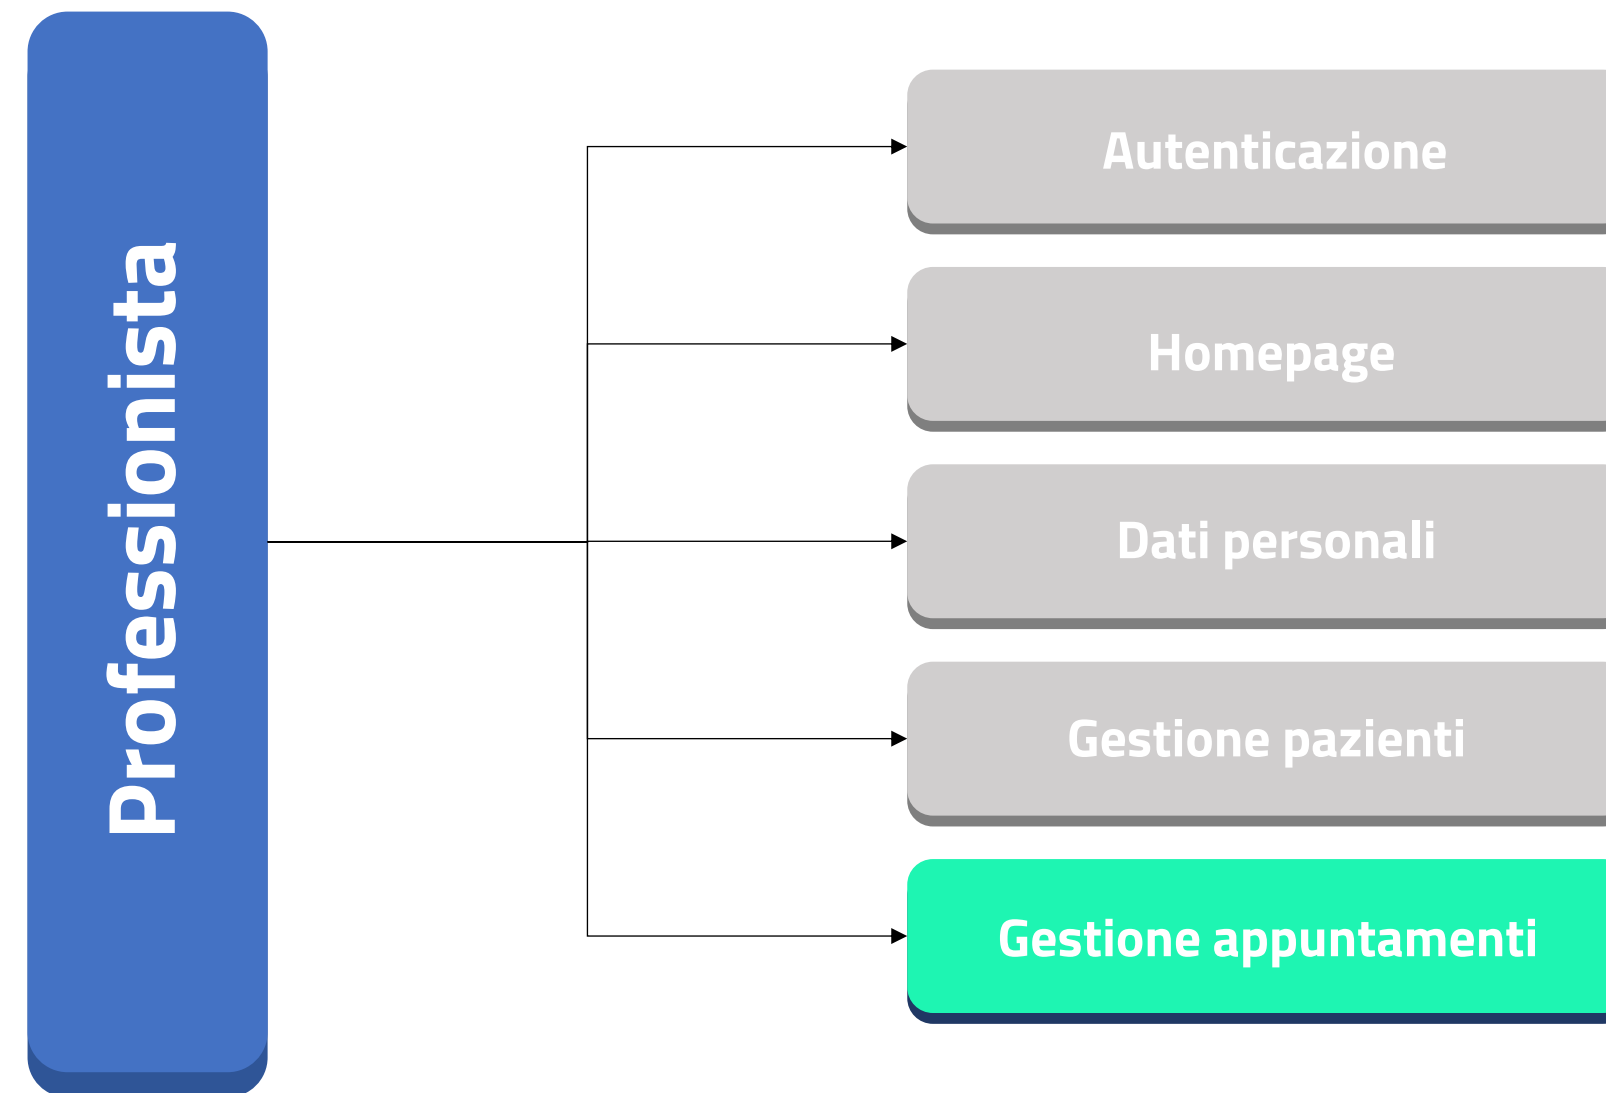 Professionista
Autenticazione
Homepage
Dati personali
Gestione pazienti
Gestione appuntamenti